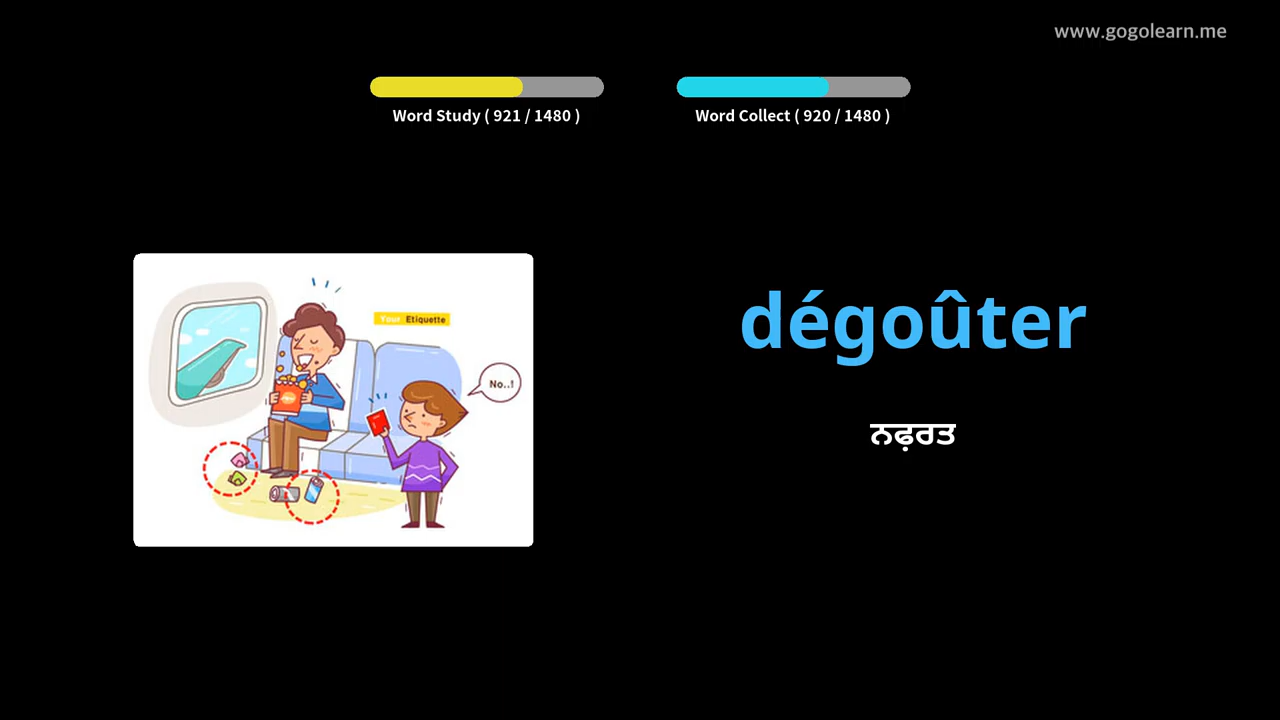 www.gogolearn.me
Word Study ( 921 / 1480 )
Word Collect ( 920 / 1480 )
Your Etiquette
No..!
dégoûter
ਨਫ਼ਰਤ